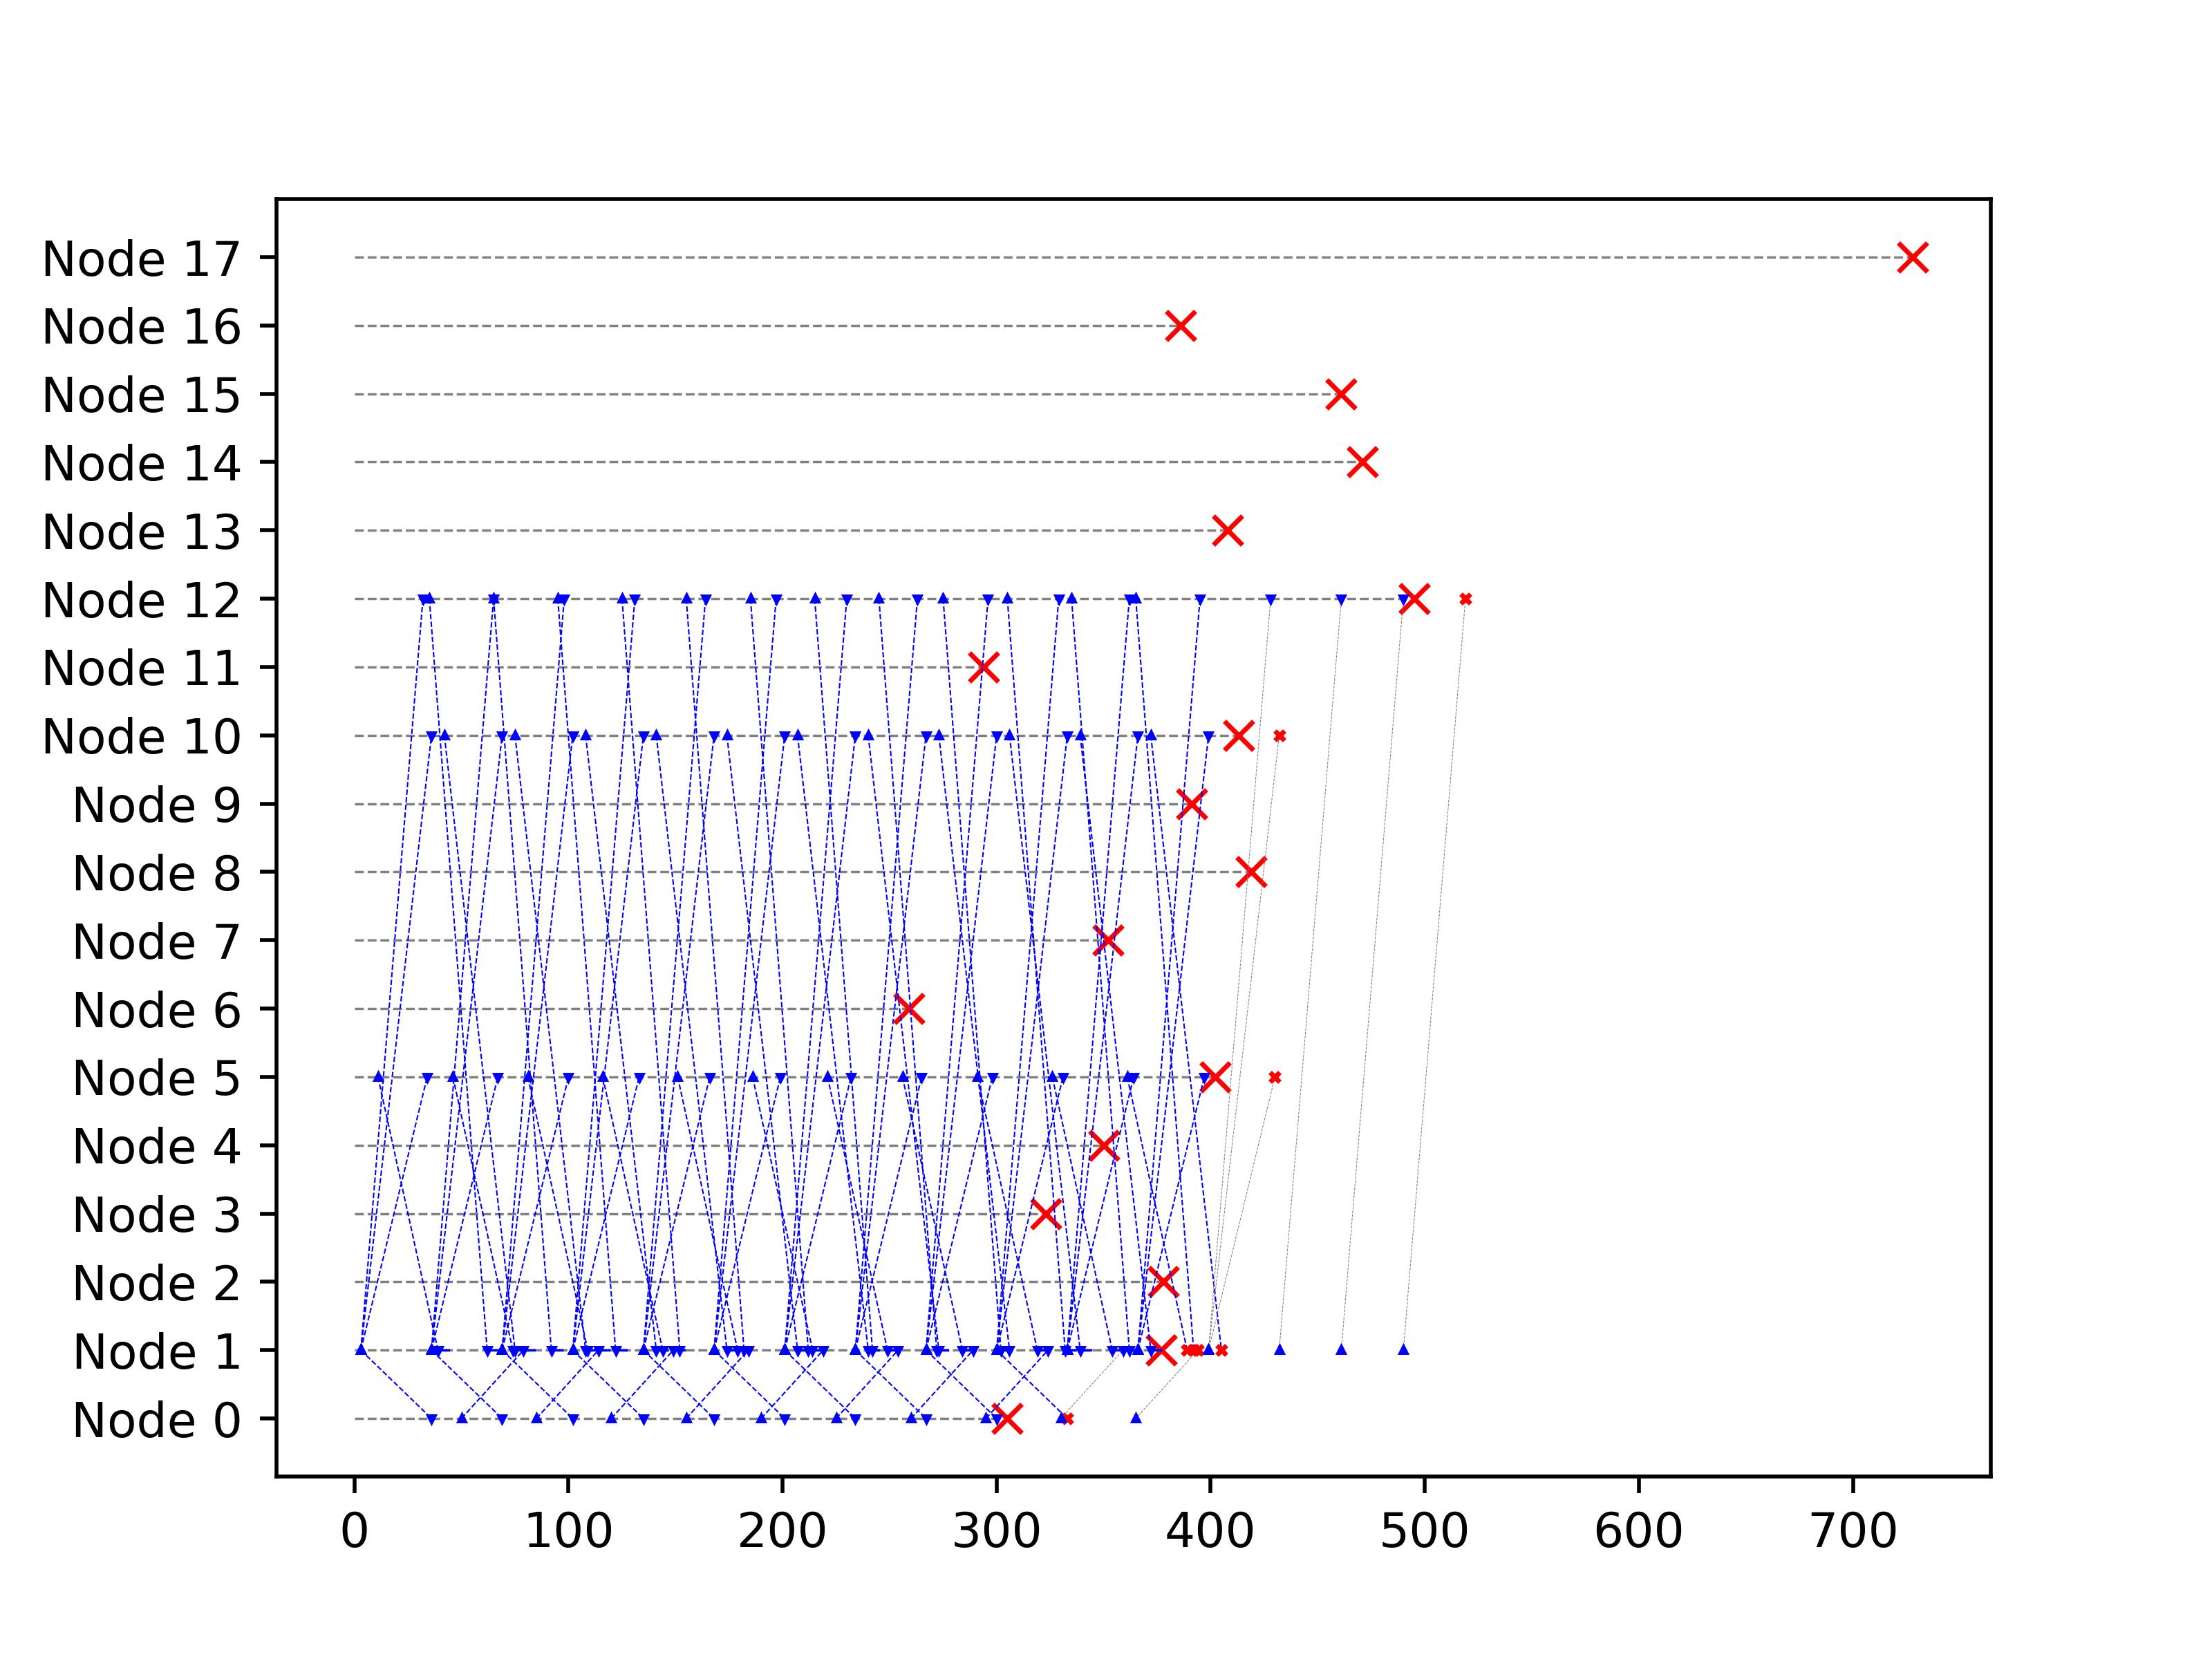 Node 17
Node 16
Node 15
Node 14
Node 13
Node 12
Node 11
Node 10
Node 9
Node 8
Node 7
Node 6
Node 5
Node 4
Node 3
Node 2
Node 1
Node 0
0 100 200 300 400 500 600 700